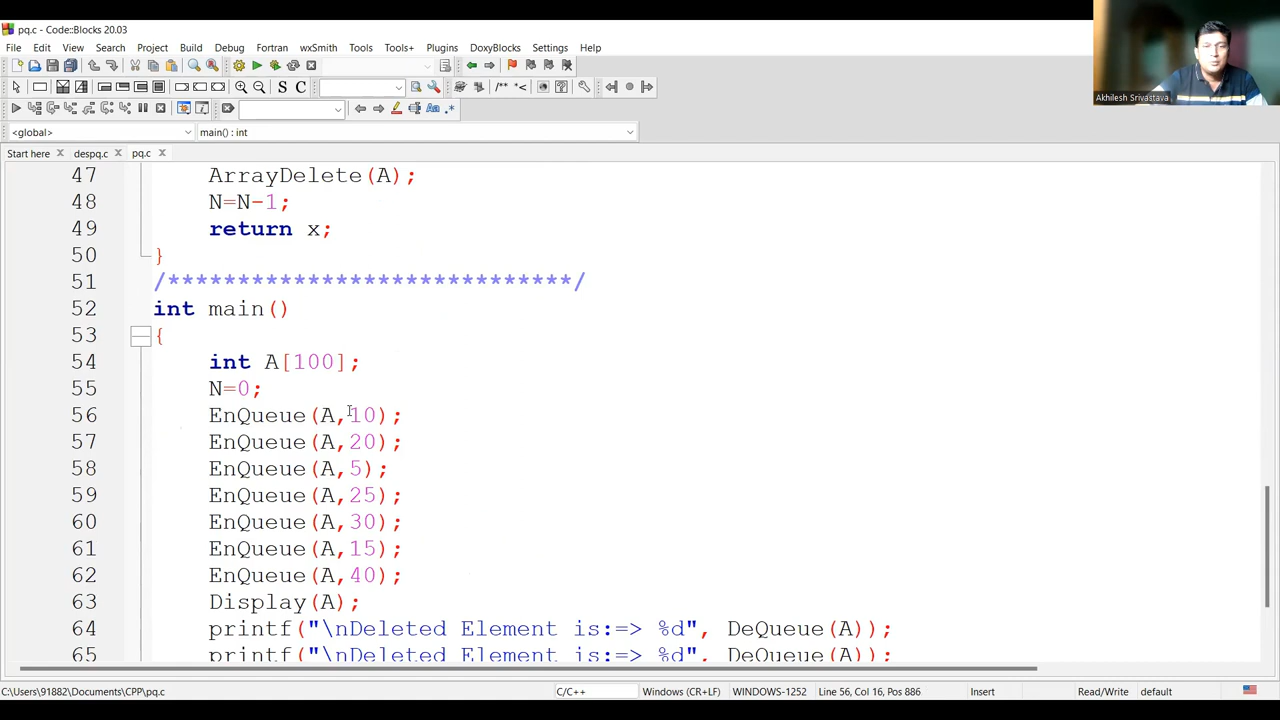 pq.c - Code::Blocks 20.03
File Edit View Search Project Build Debug Fortran wxSmith Tools Tools+ Plugins DoxyBlocks Settings Help
S C /** *<
Aa .*
Akhilesh Srivastava
<global> main() : int
Start here despq.c pq.c
47 ArrayDelete(A);
48 N=N-1;
49 return x;
50 }
51 /*****************************/
52 int main()
53 {
54 int A[100];
55 N=0;
56 EnQueue(A,10);
57 EnQueue(A,20);
58 EnQueue(A,5);
59 EnQueue(A,25);
60 EnQueue(A,30);
61 EnQueue(A,15);
62 EnQueue(A,40);
63 Display(A);
64 printf("\nDeleted Element is:=> %d", DeQueue(A));
65 printf("\nDeleted Element is:=> %d", DeQueue(A));
C:\Users\91882\Documents\CPP\pq.c C/C++ Windows (CR+LF) WINDOWS-1252 Line 56, Col 16, Pos 886 Insert Read/Write default